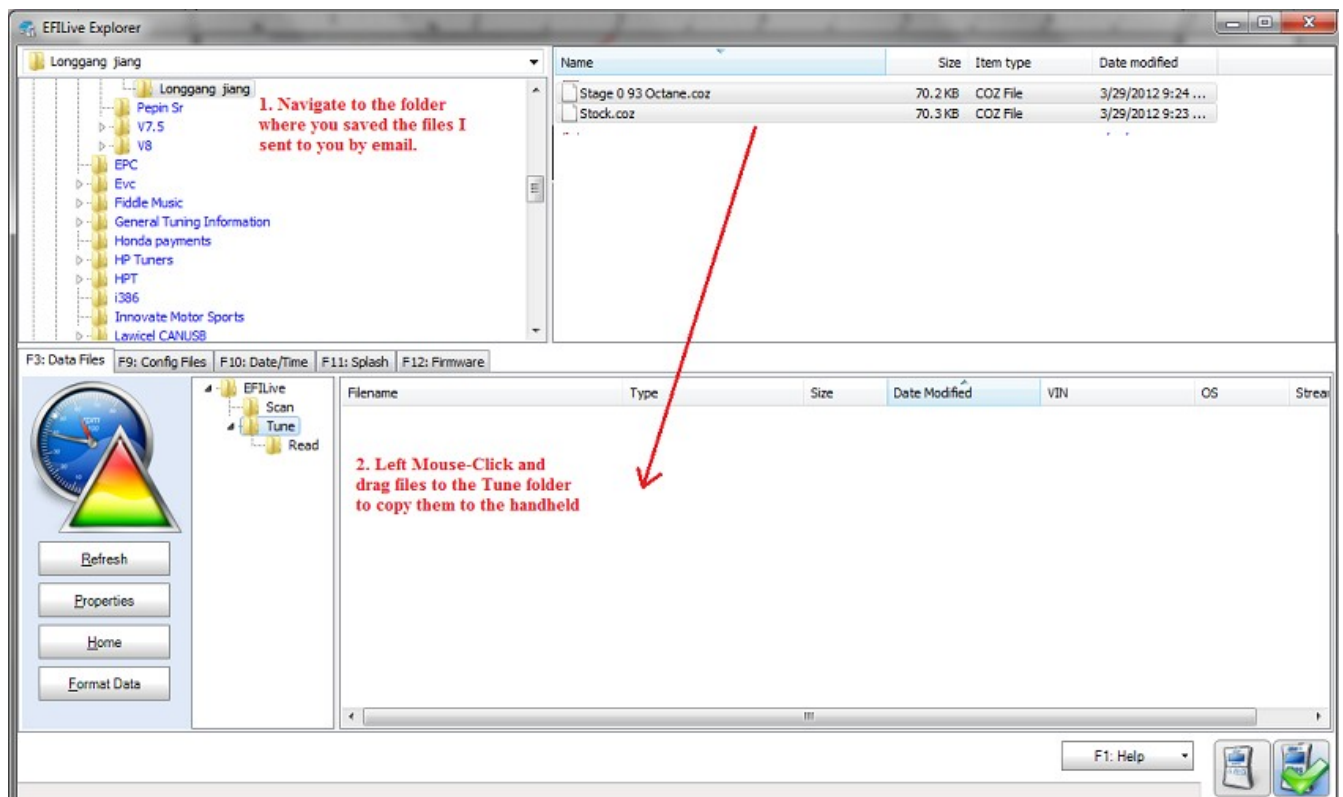 EFILive Explorer
Longgang jiang
Longgang jiang
Pepin Sr
V7.5
V8
EPC
Evc
Fiddle Music
General Tuning Information
Honda payments
HP Tuners
HPT
i386
Innovate Motor Sports
Lawicel CANUSB
1. Navigate to the folder
where you saved the files I
sent to you by email.
Name Size Item type Date modified
Stage 0 93 Octane.coz 70.2 KB COZ File 3/29/2012 9:24 ...
Stock.coz 70.3 KB COZ File 3/29/2012 9:23 ...
F3: Data Files F9: Config Files F10: Date/Time F11: Splash F12: Firmware
EFILive
Scan
Tune
Read
Filename Type Size Date Modified VIN OS Strear
2. Left Mouse-Click and
drag files to the Tune folder
to copy them to the handheld
rpm
Refresh
Properties
Home
Format Data
F1: Help